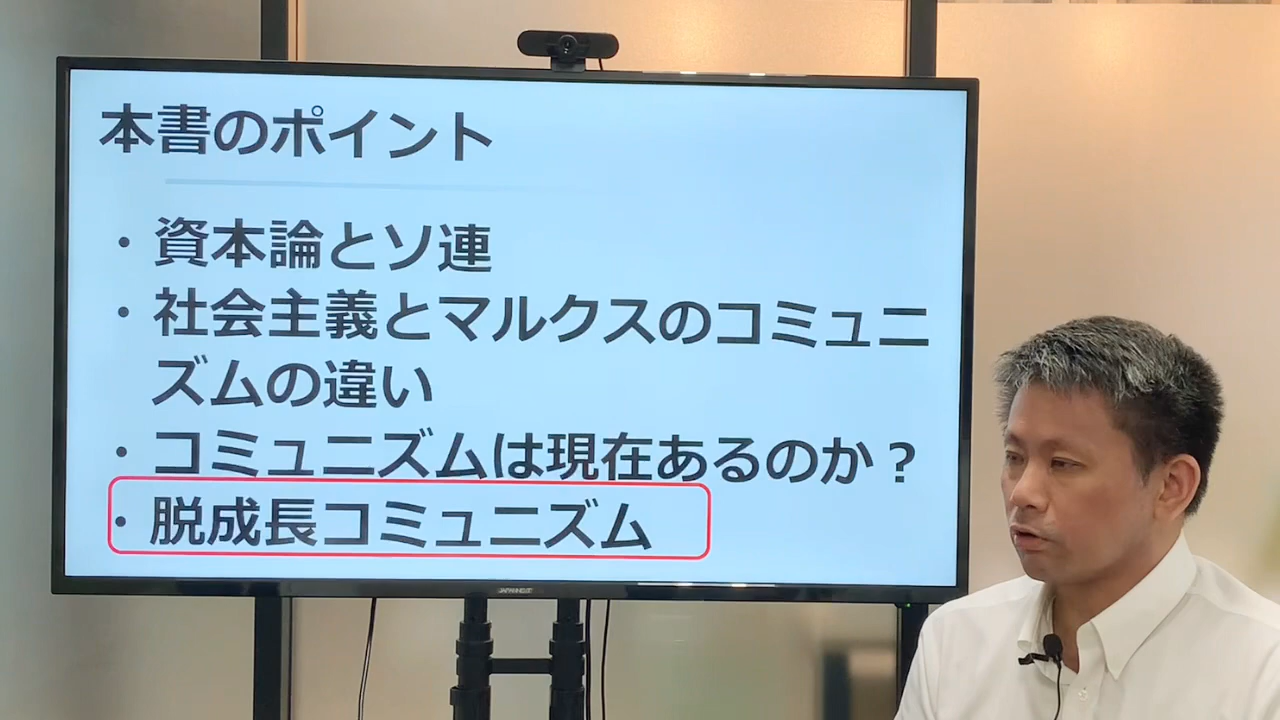 本書のポイント
・資本論とソ連
・社会主義とマルクスのコミュニ
ズムの違い
・コミュニズムは現在あるのか？
・脱成長コミュニズム